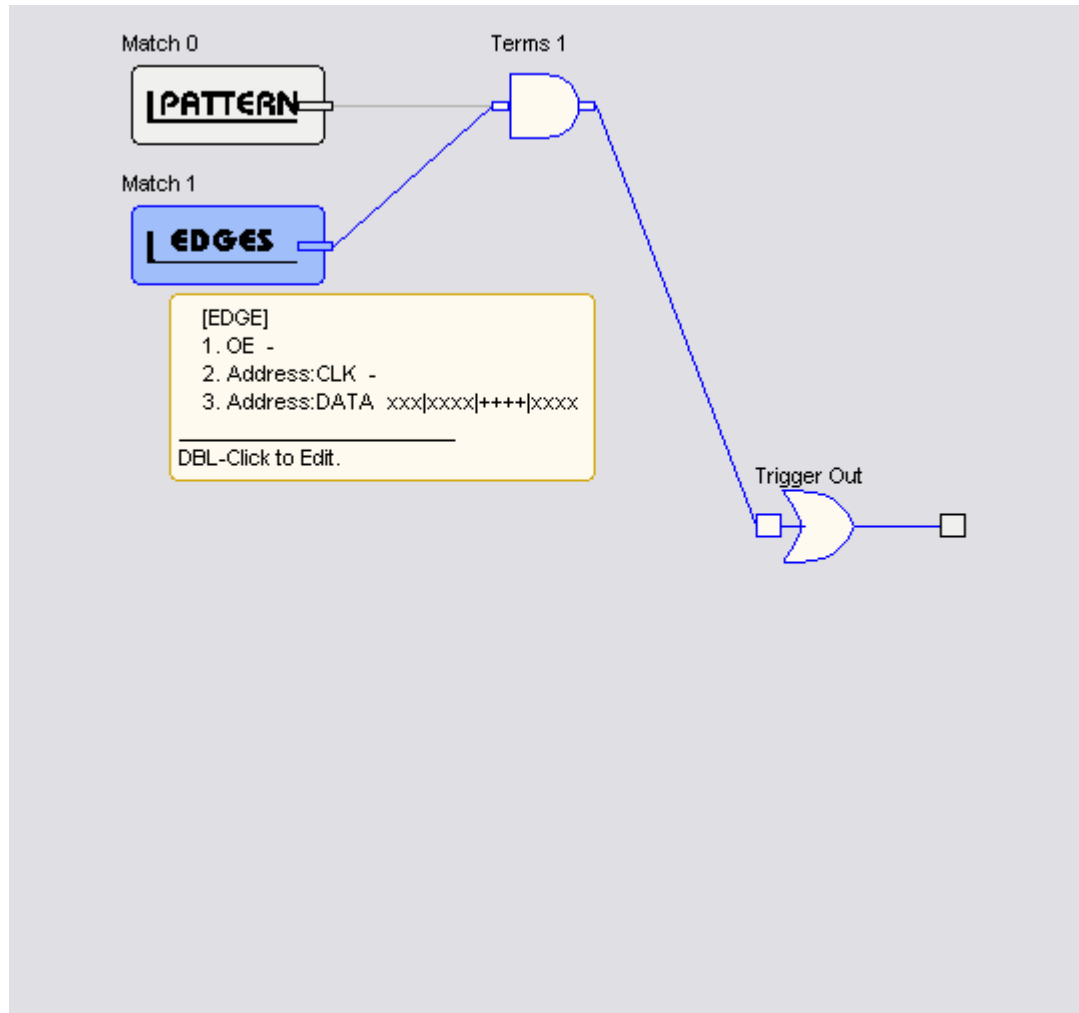 Match 0
Terms 1
PATTERN
Match 1
EDGES
[EDGE]
1. OE -
2. Address:CLK -
3. Address:DATA xxx|xxxx|++++|xxxx
DBL-Click to Edit.
Trigger Out